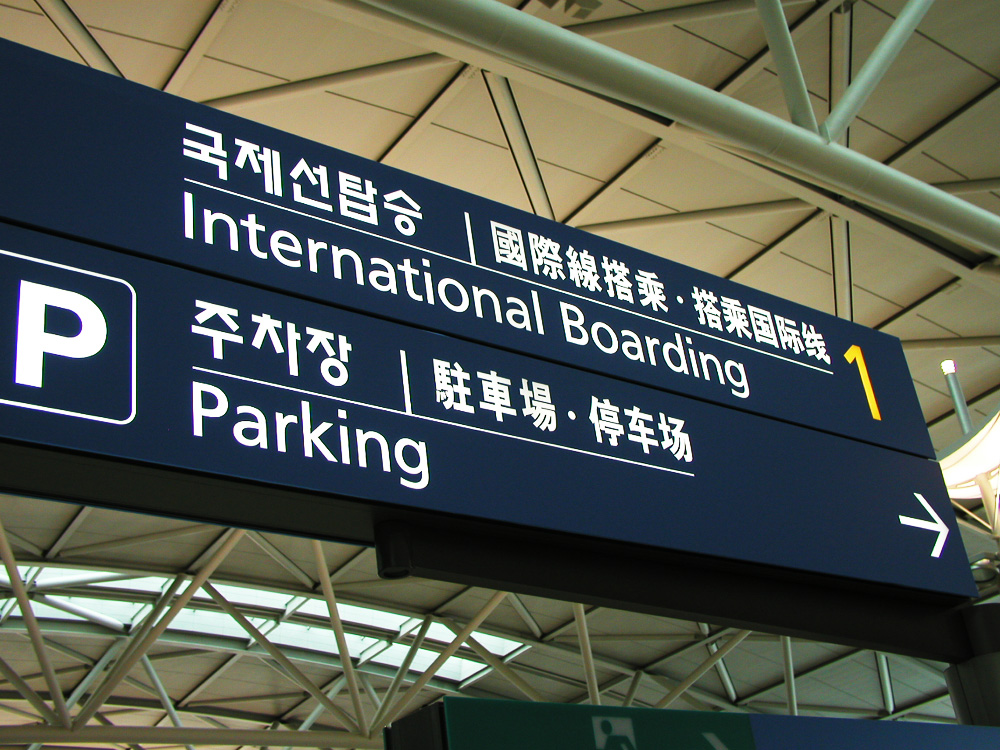 국제선탑승 | 國際線搭乘·搭乘国际线
International Boarding
1
P
주차장 | 駐車場·停车场
Parking